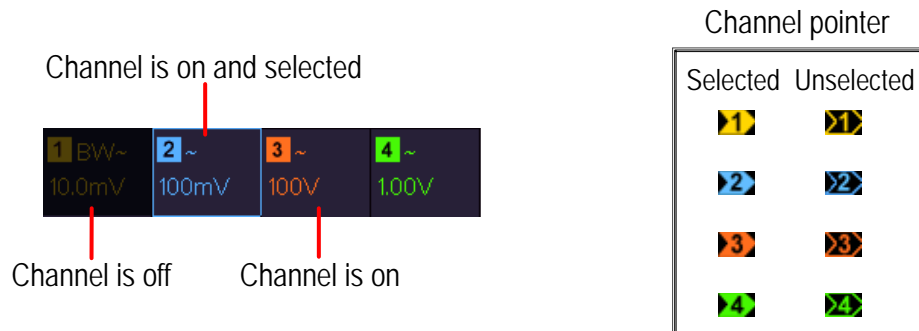 Channel pointer
Channel is on and selected
Selected Unselected
1 BW~ 2 ~ 3 ~ 4 ~
10.0mV 100mV 100V 1.00V
Channel is off Channel is on
1 1
2 2
3 3
4 4